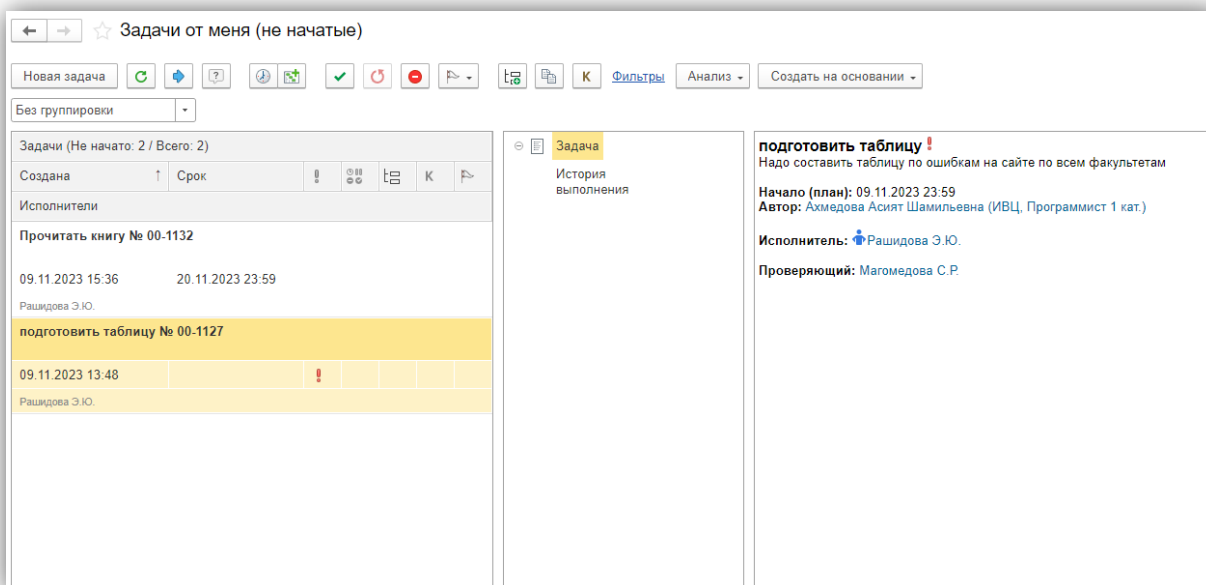 Задачи от меня (не начатые)
Новая задача
?
К
Фильтры
Анализ
Создать на основании
Без группировки
Задачи (Не начато: 2 / Всего: 2)
Создана ↑ Срок К
Исполнители
Прочитать книгу № 00-1132
09.11.2023 15:36 20.11.2023 23:59
Рашидова Э.Ю.
подготовить таблицу № 00-1127
09.11.2023 13:48
Рашидова Э.Ю.
Задача
История
выполнения
подготовить таблицу
Надо составить таблицу по ошибкам на сайте по всем факультетам
Начало (план): 09.11.2023 23:59
Автор: Ахмедова Асият Шамильевна (ИВЦ, Программист 1 кат.)
Исполнитель: Рашидова Э.Ю.
Проверяющий: Магомедова С.Р.